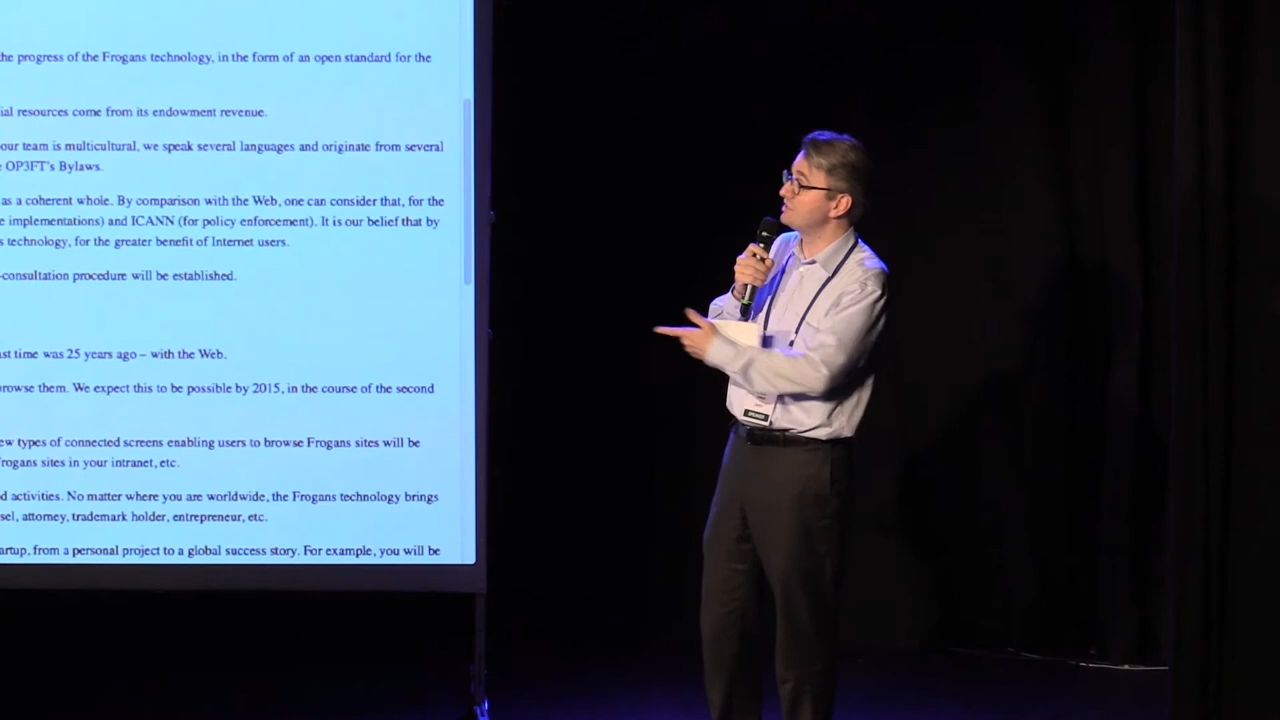 the progress of the Frogans technology, in the form of an open standard for the
ial resources come from its endowment revenue.
our team is multicultural, we speak several languages and originate from several
OP3FT's Bylaws.
as a coherent whole. By comparison with the Web, one can consider that, for the
implementations) and ICANN (for policy enforcement). It is our belief that by
s technology, for the greater benefit of Internet users.
-consultation procedure will be established.
ast time was 25 years ago – with the Web.
rowse them. We expect this to be possible by 2015, in the course of the second
ew types of connected screens enabling users to browse Frogans sites will be
rogans sites in your intranet, etc.
d activities. No matter where you are worldwide, the Frogans technology brings
sel, attorney, trademark holder, entrepreneur, etc.
artup, from a personal project to a global success story. For example, you will be
SPEAKER